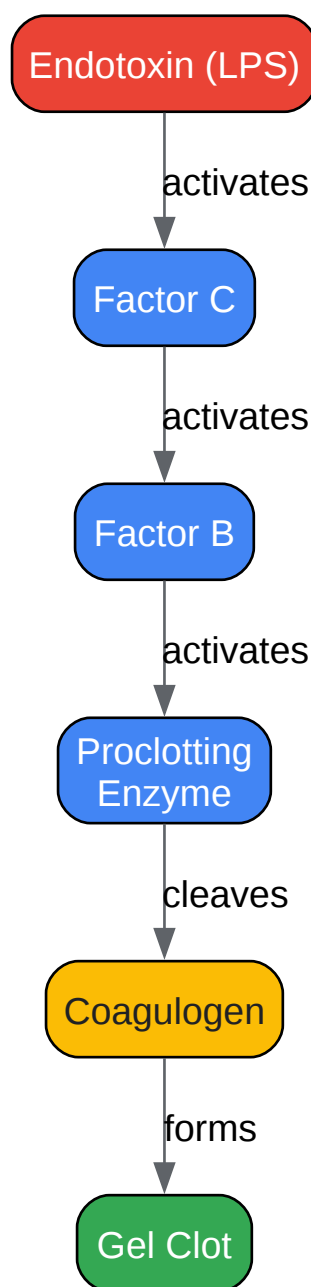 Endotoxin (LPS)
activates
Factor C
activates
Factor B
activates
Proclotting
Enzyme
cleaves
Coagulogen
forms
Gel Clot